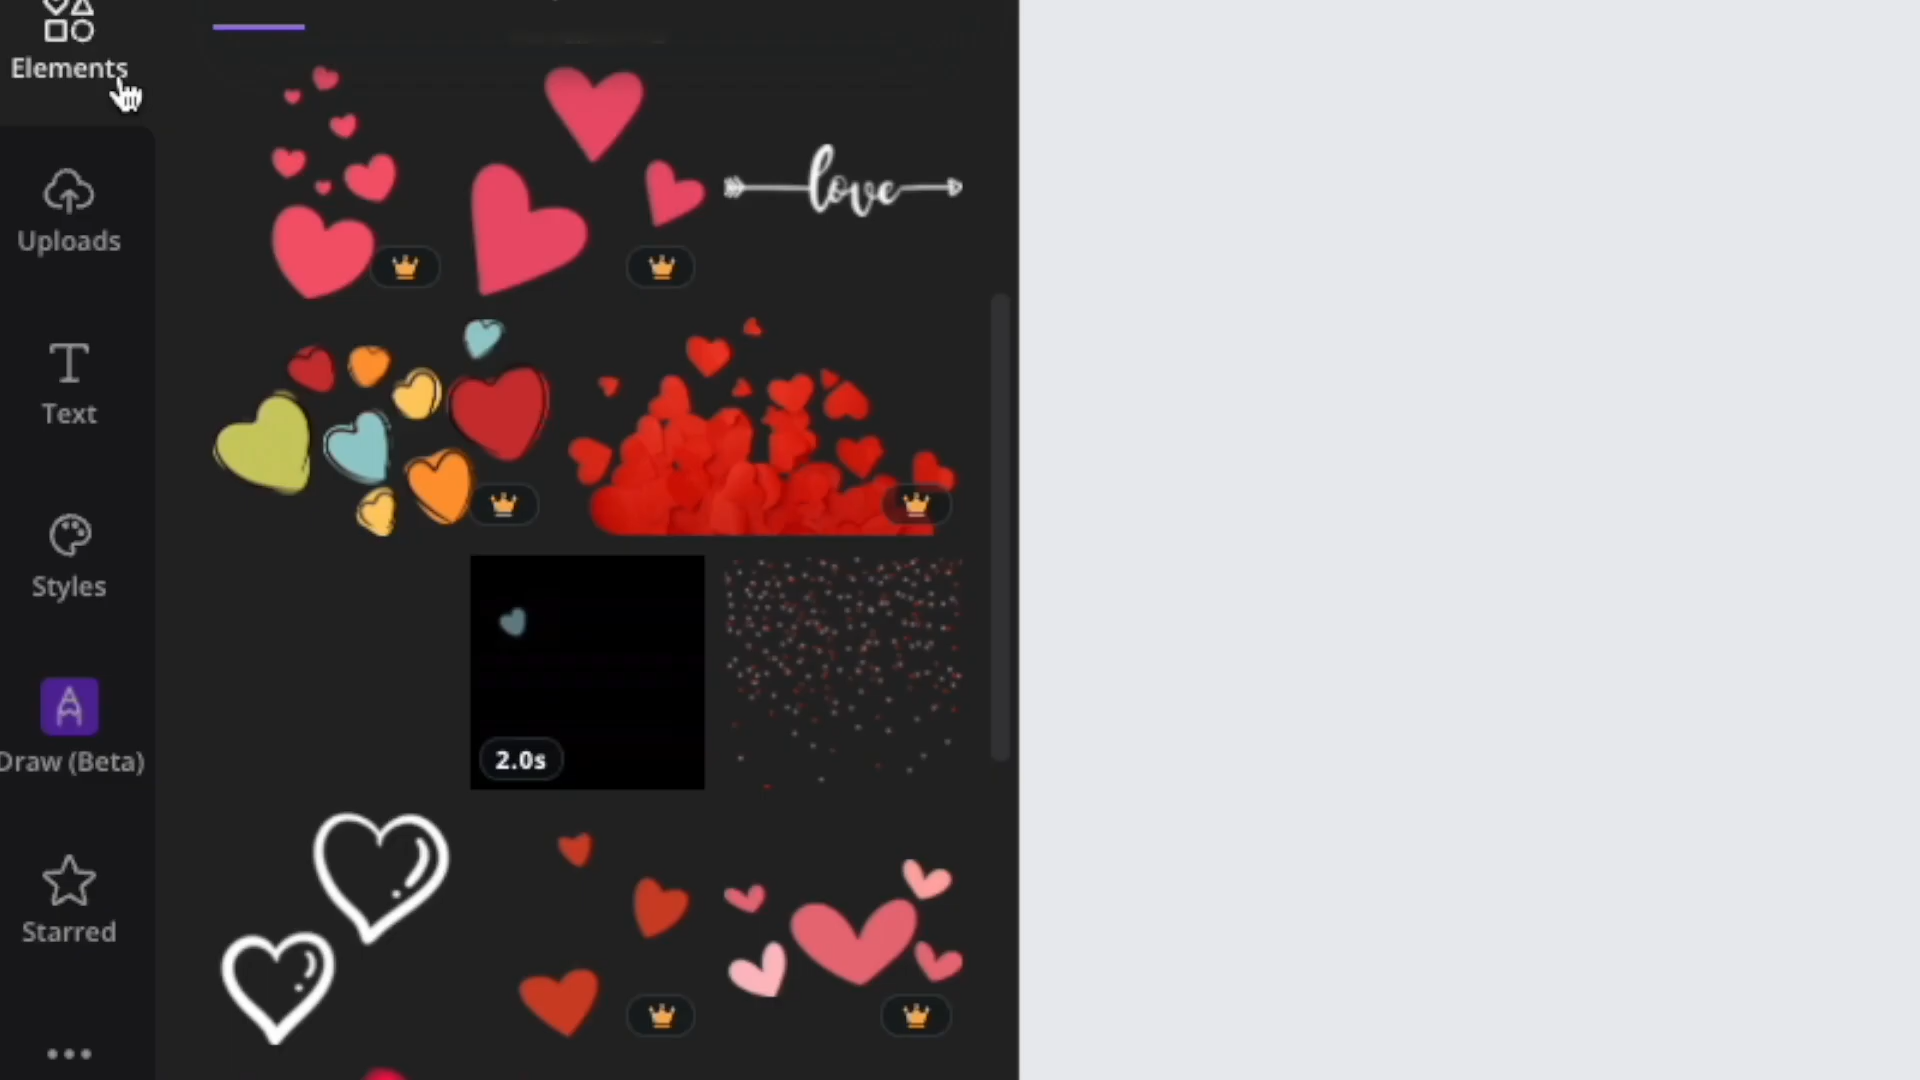 Elements
love
Uploads
Text
Styles
2.0s
Draw (Beta)
Starred